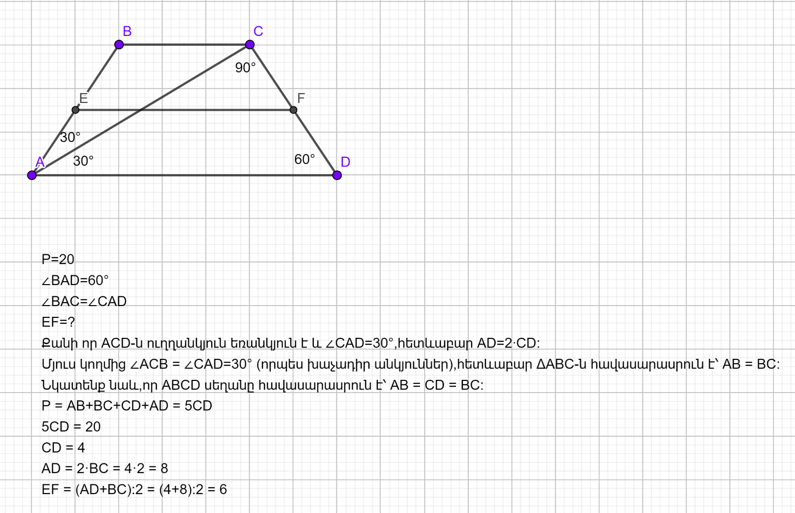 B C
90°
E F
30°
A 30° 60° D
P=20
∠BAD=60°
∠BAC=∠CAD
EF=?
Քանի որ ACD-ն ուղղանկյուն եռանկյուն է և ∠CAD=30°,հետևաբար AD=2·CD:
Մյուս կողմից ∠ACB = ∠CAD=30° (որպես խաչադիր անկյուններ),հետևաբար ΔABC-ն հավասարասրուն է՝ AB = BC:
Նկատենք նաև,որ ABCD սեղանը հավասարասրուն է՝ AB = CD = BC:
P = AB+BC+CD+AD = 5CD
5CD = 20
CD = 4
AD = 2·BC = 4·2 = 8
EF = (AD+BC):2 = (4+8):2 = 6